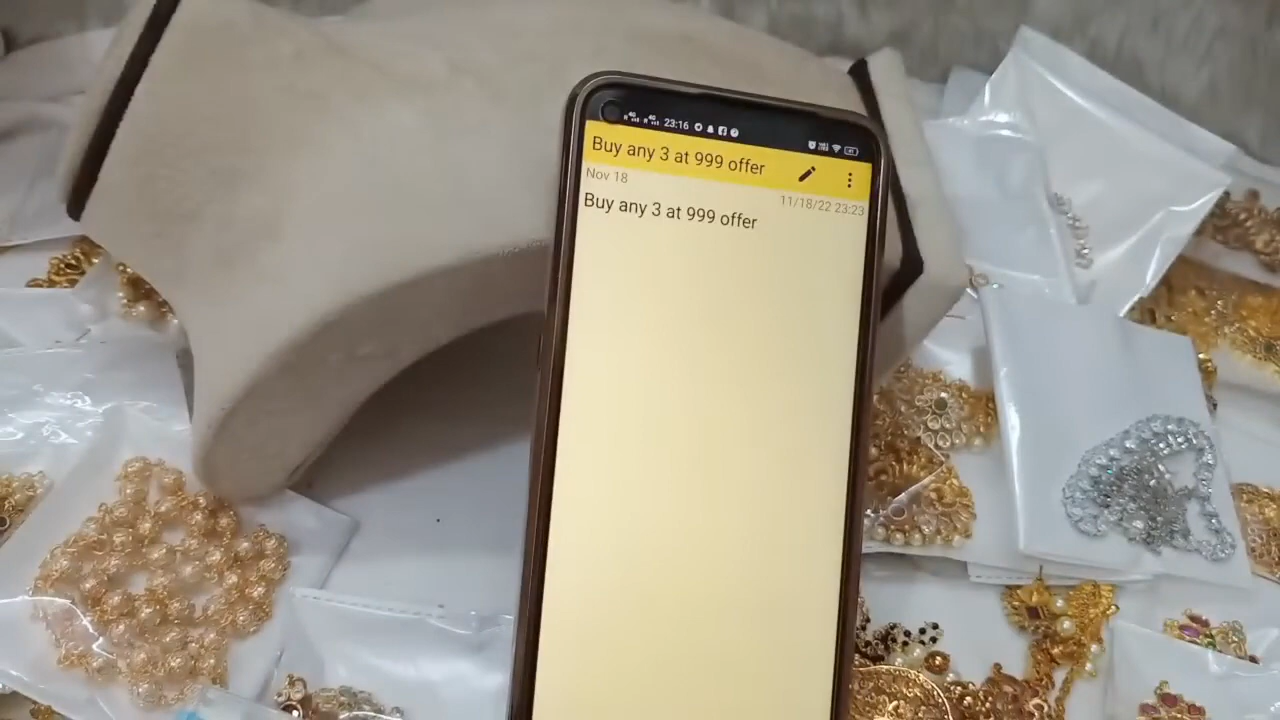 23:16
Buy any 3 at 999 offer
Nov 18
11/18/22 23:23
Buy any 3 at 999 offer